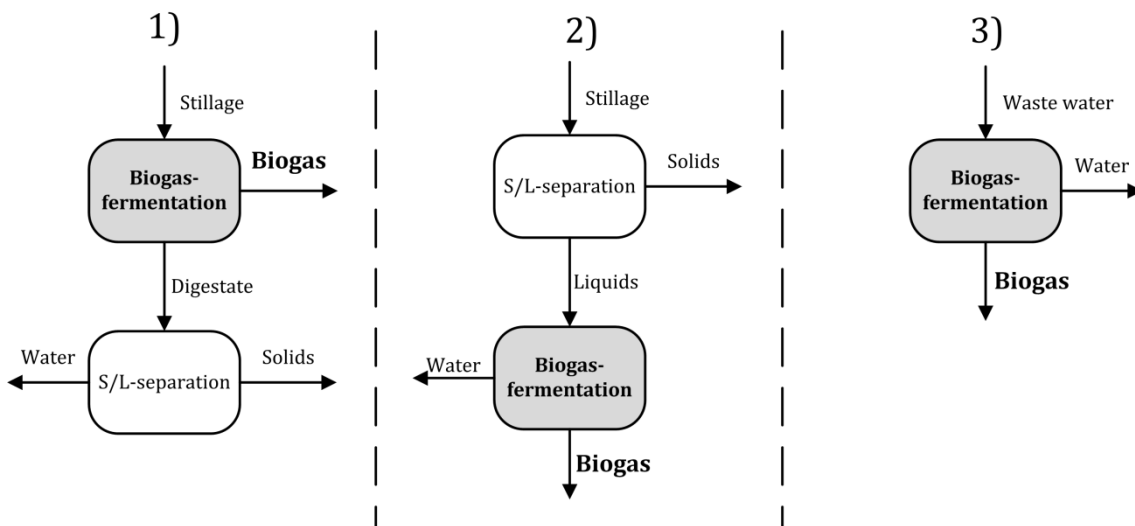 1)
Stillage
Biogas-
fermentation
Biogas
Digestate
S/L-separation
Water
Solids
2)
Stillage
S/L-separation
Solids
Liquids
Biogas-
fermentation
Water
Biogas
3)
Waste water
Biogas-
fermentation
Water
Biogas